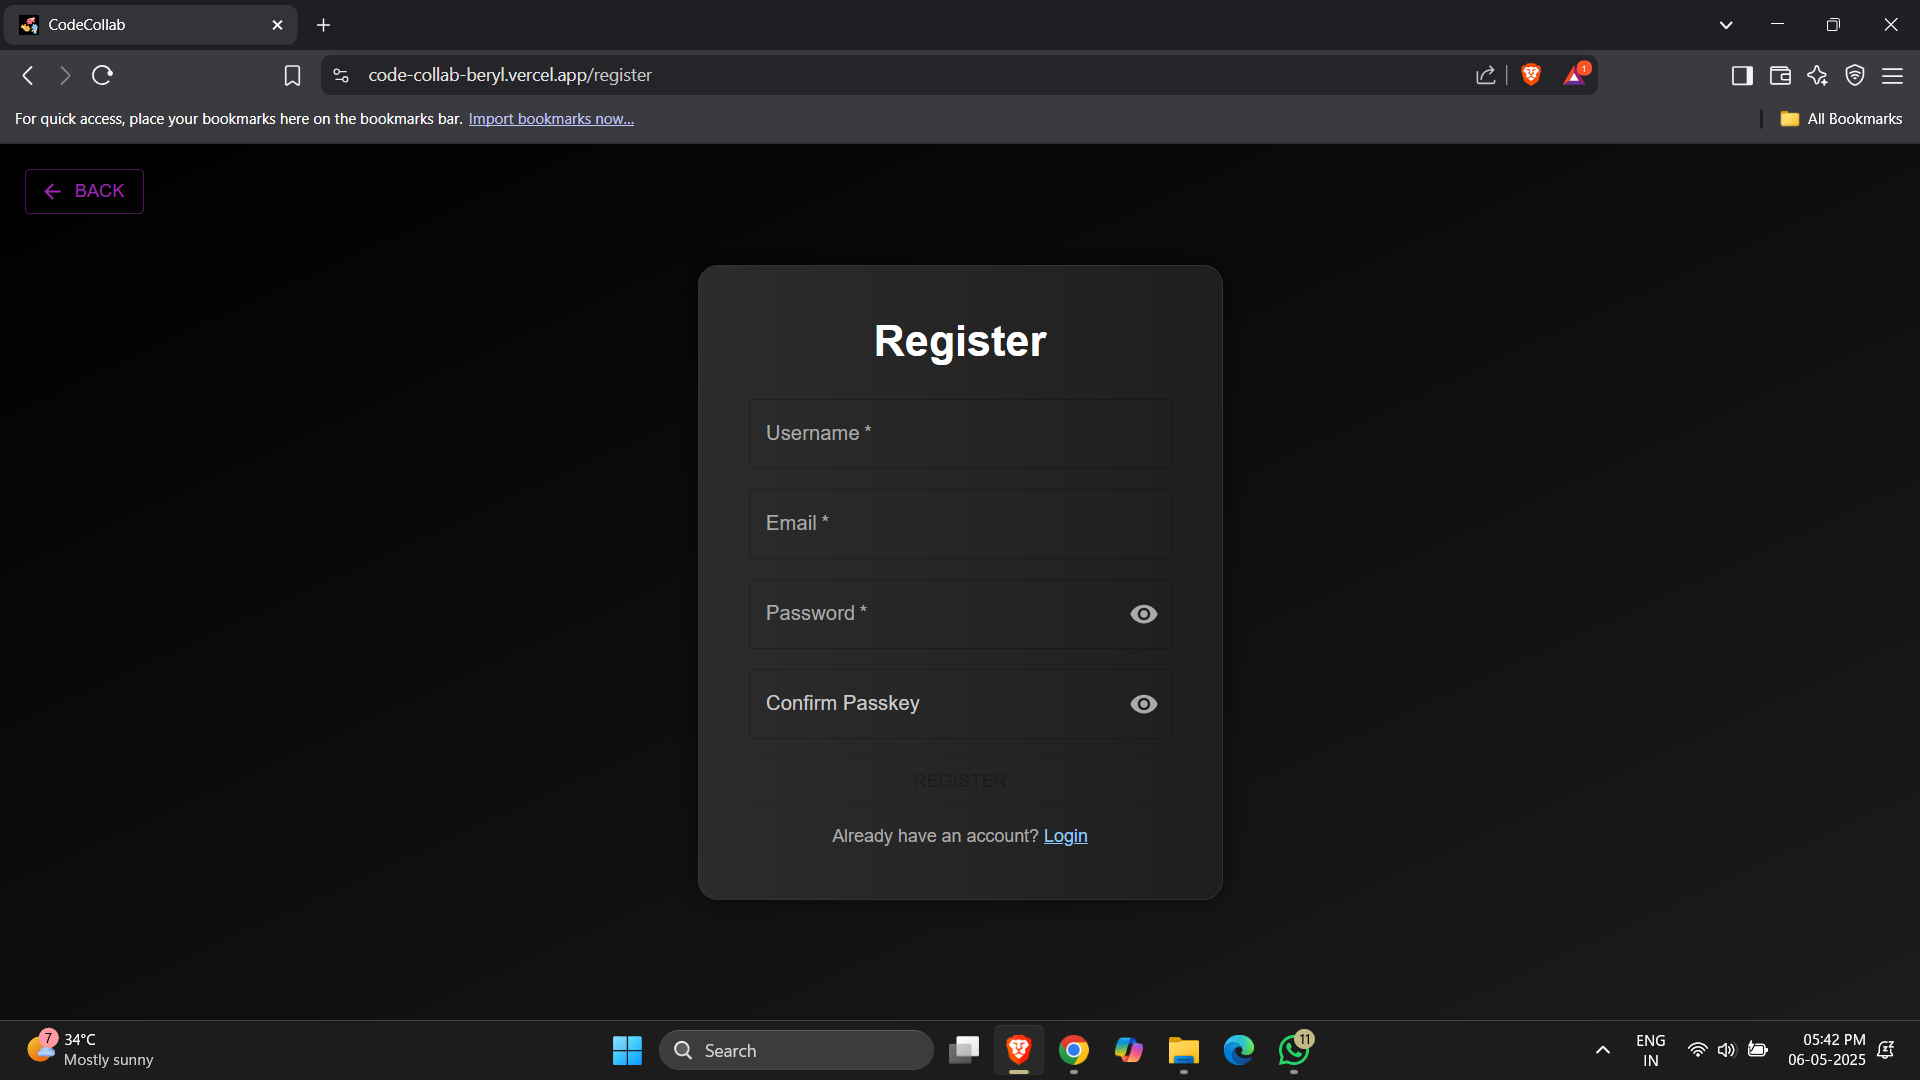 CodeCollab
code-collab-beryl.vercel.app/register
1
For quick access, place your bookmarks here on the bookmarks bar. Import bookmarks now...
All Bookmarks
BACK
Register
Username *
Email *
Password *
Confirm Passkey
REGISTER
Already have an account? Login
7
34°C
Mostly sunny
Search
11
ENG
IN
05:42 PM
06-05-2025